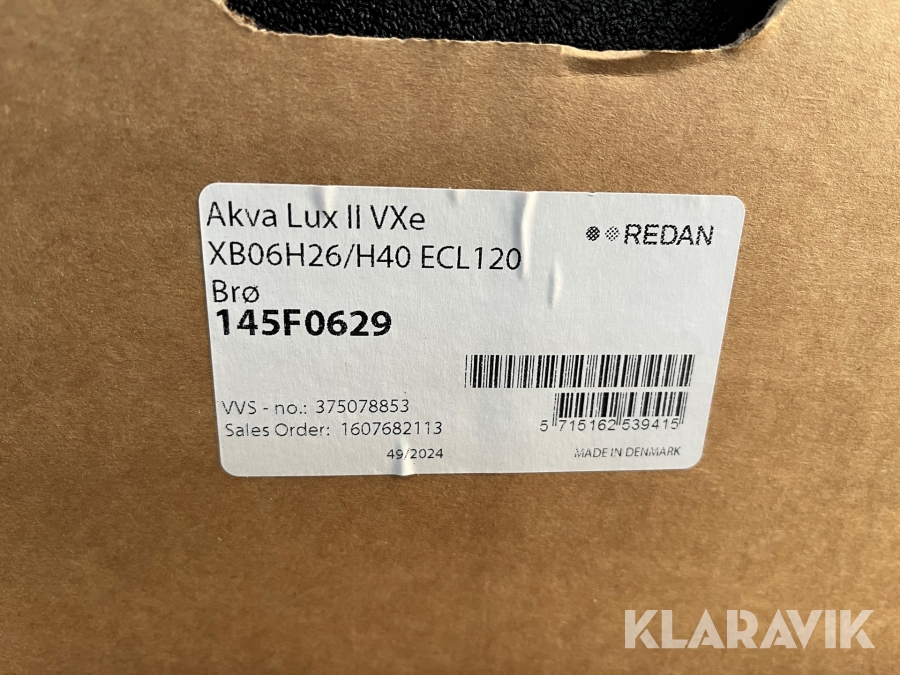 Akva Lux II VXe
XB06H26/H40 ECL120
Brø
145F0629
REDAN
VVS - no.: 375078853
Sales Order: 1607682113
49/2024
5 715162 539415
MADE IN DENMARK
KLARAVIK